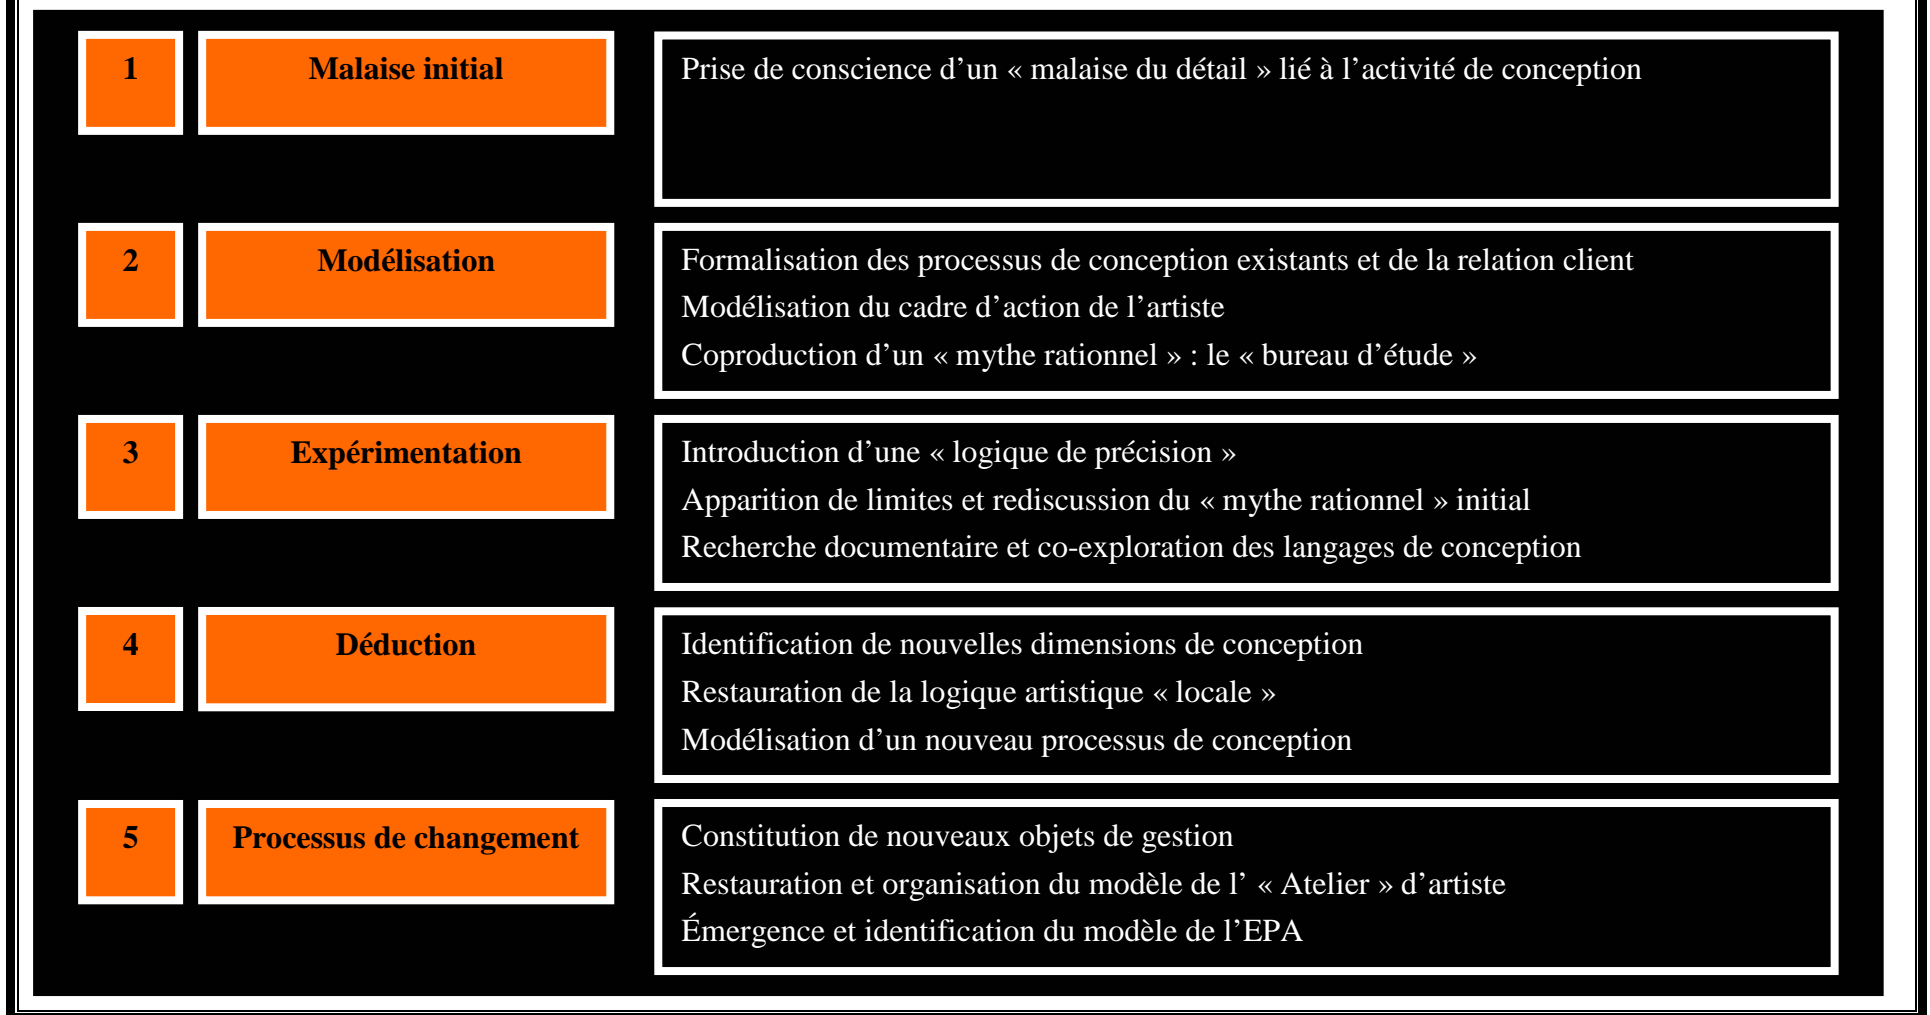 1
Malaise initial
Prise de conscience d’un « malaise du détail » lié à l’activité de conception
2
Modélisation
Formalisation des processus de conception existants et de la relation client
Modélisation du cadre d’action de l’artiste
Coproduction d’un « mythe rationnel » : le « bureau d’étude »
3
Expérimentation
Introduction d’une « logique de précision »
Apparition de limites et rediscussion du « mythe rationnel » initial
Recherche documentaire et co-exploration des langages de conception
4
Déduction
Identification de nouvelles dimensions de conception
Restauration de la logique artistique « locale »
Modélisation d’un nouveau processus de conception
5
Processus de changement
Constitution de nouveaux objets de gestion
Restauration et organisation du modèle de l’ « Atelier » d’artiste
Émergence et identification du modèle de l’EPA